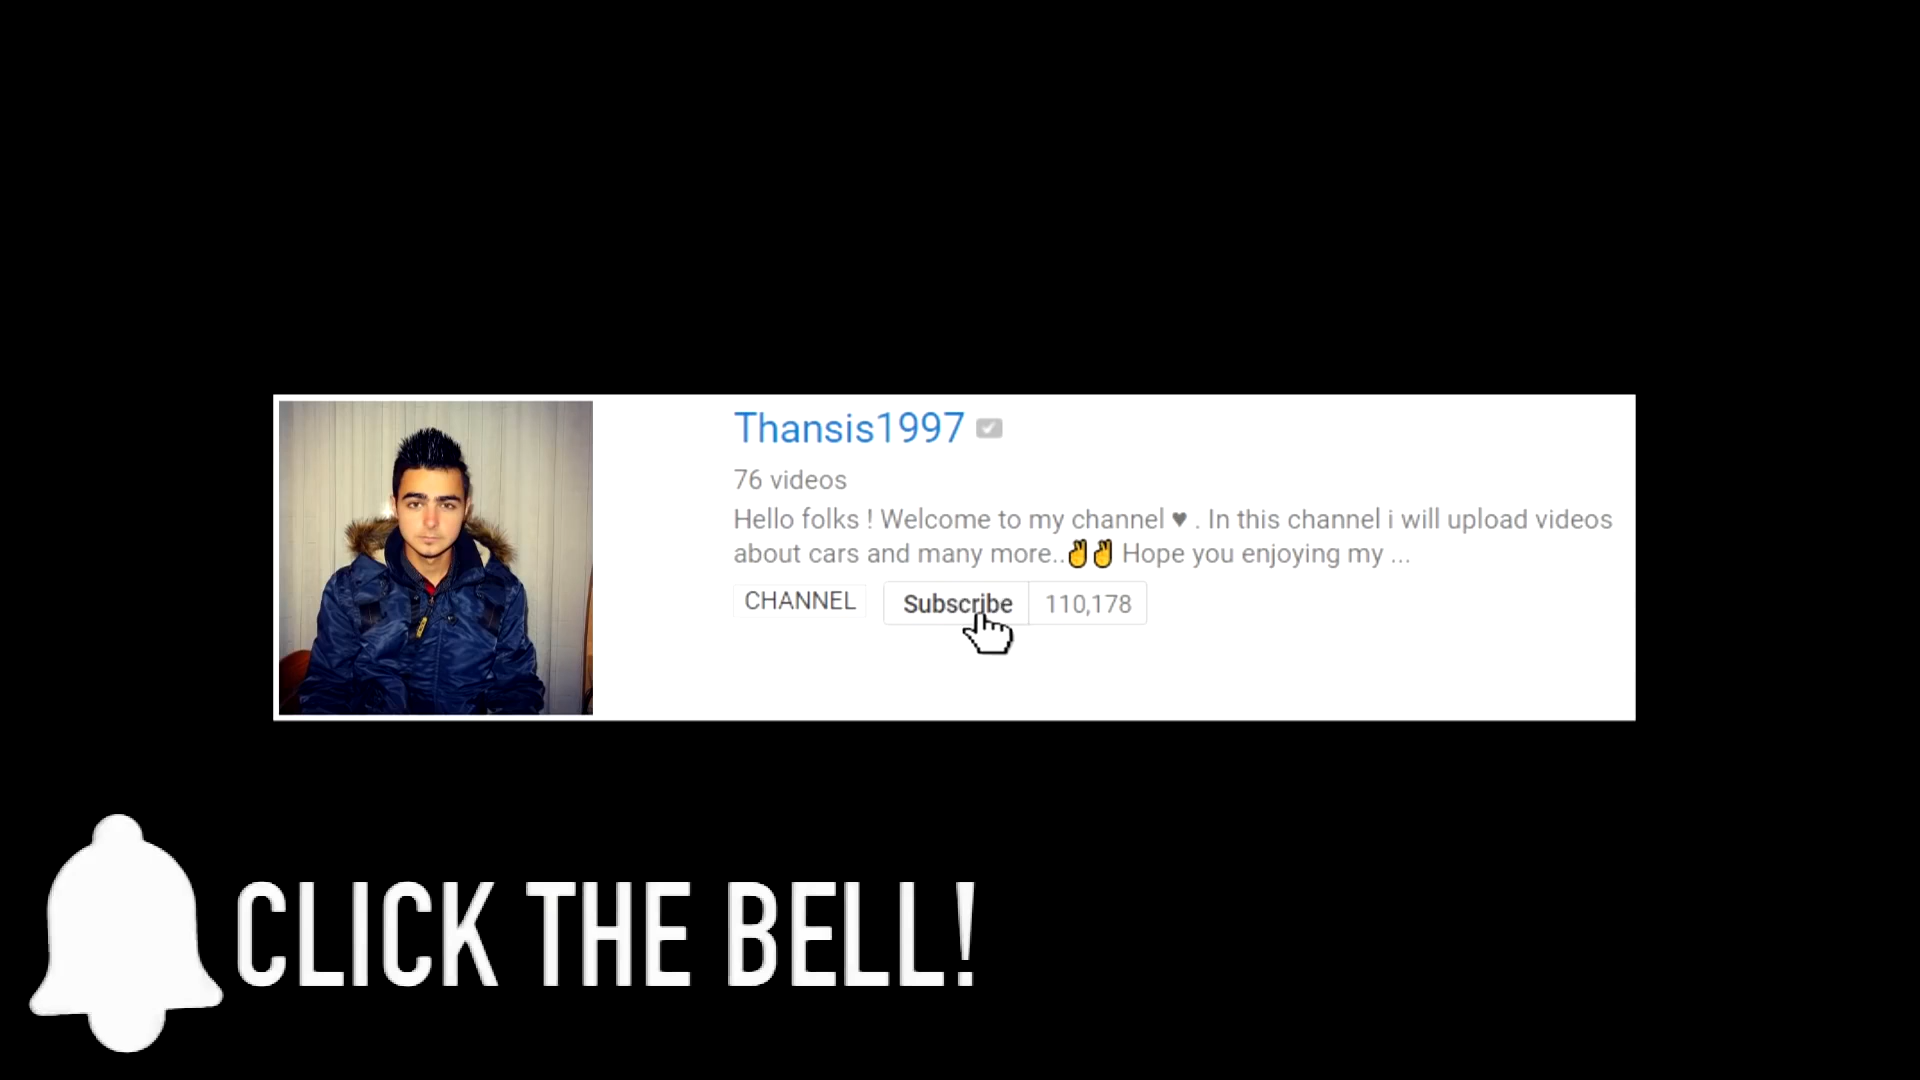 Thansis1997
76 videos
Hello folks ! Welcome to my channel ♥ . In this channel i will upload videos
about cars and many more..✌✌ Hope you enjoying my ...
CHANNEL Subscribe 110,178
CLICK THE BELL!